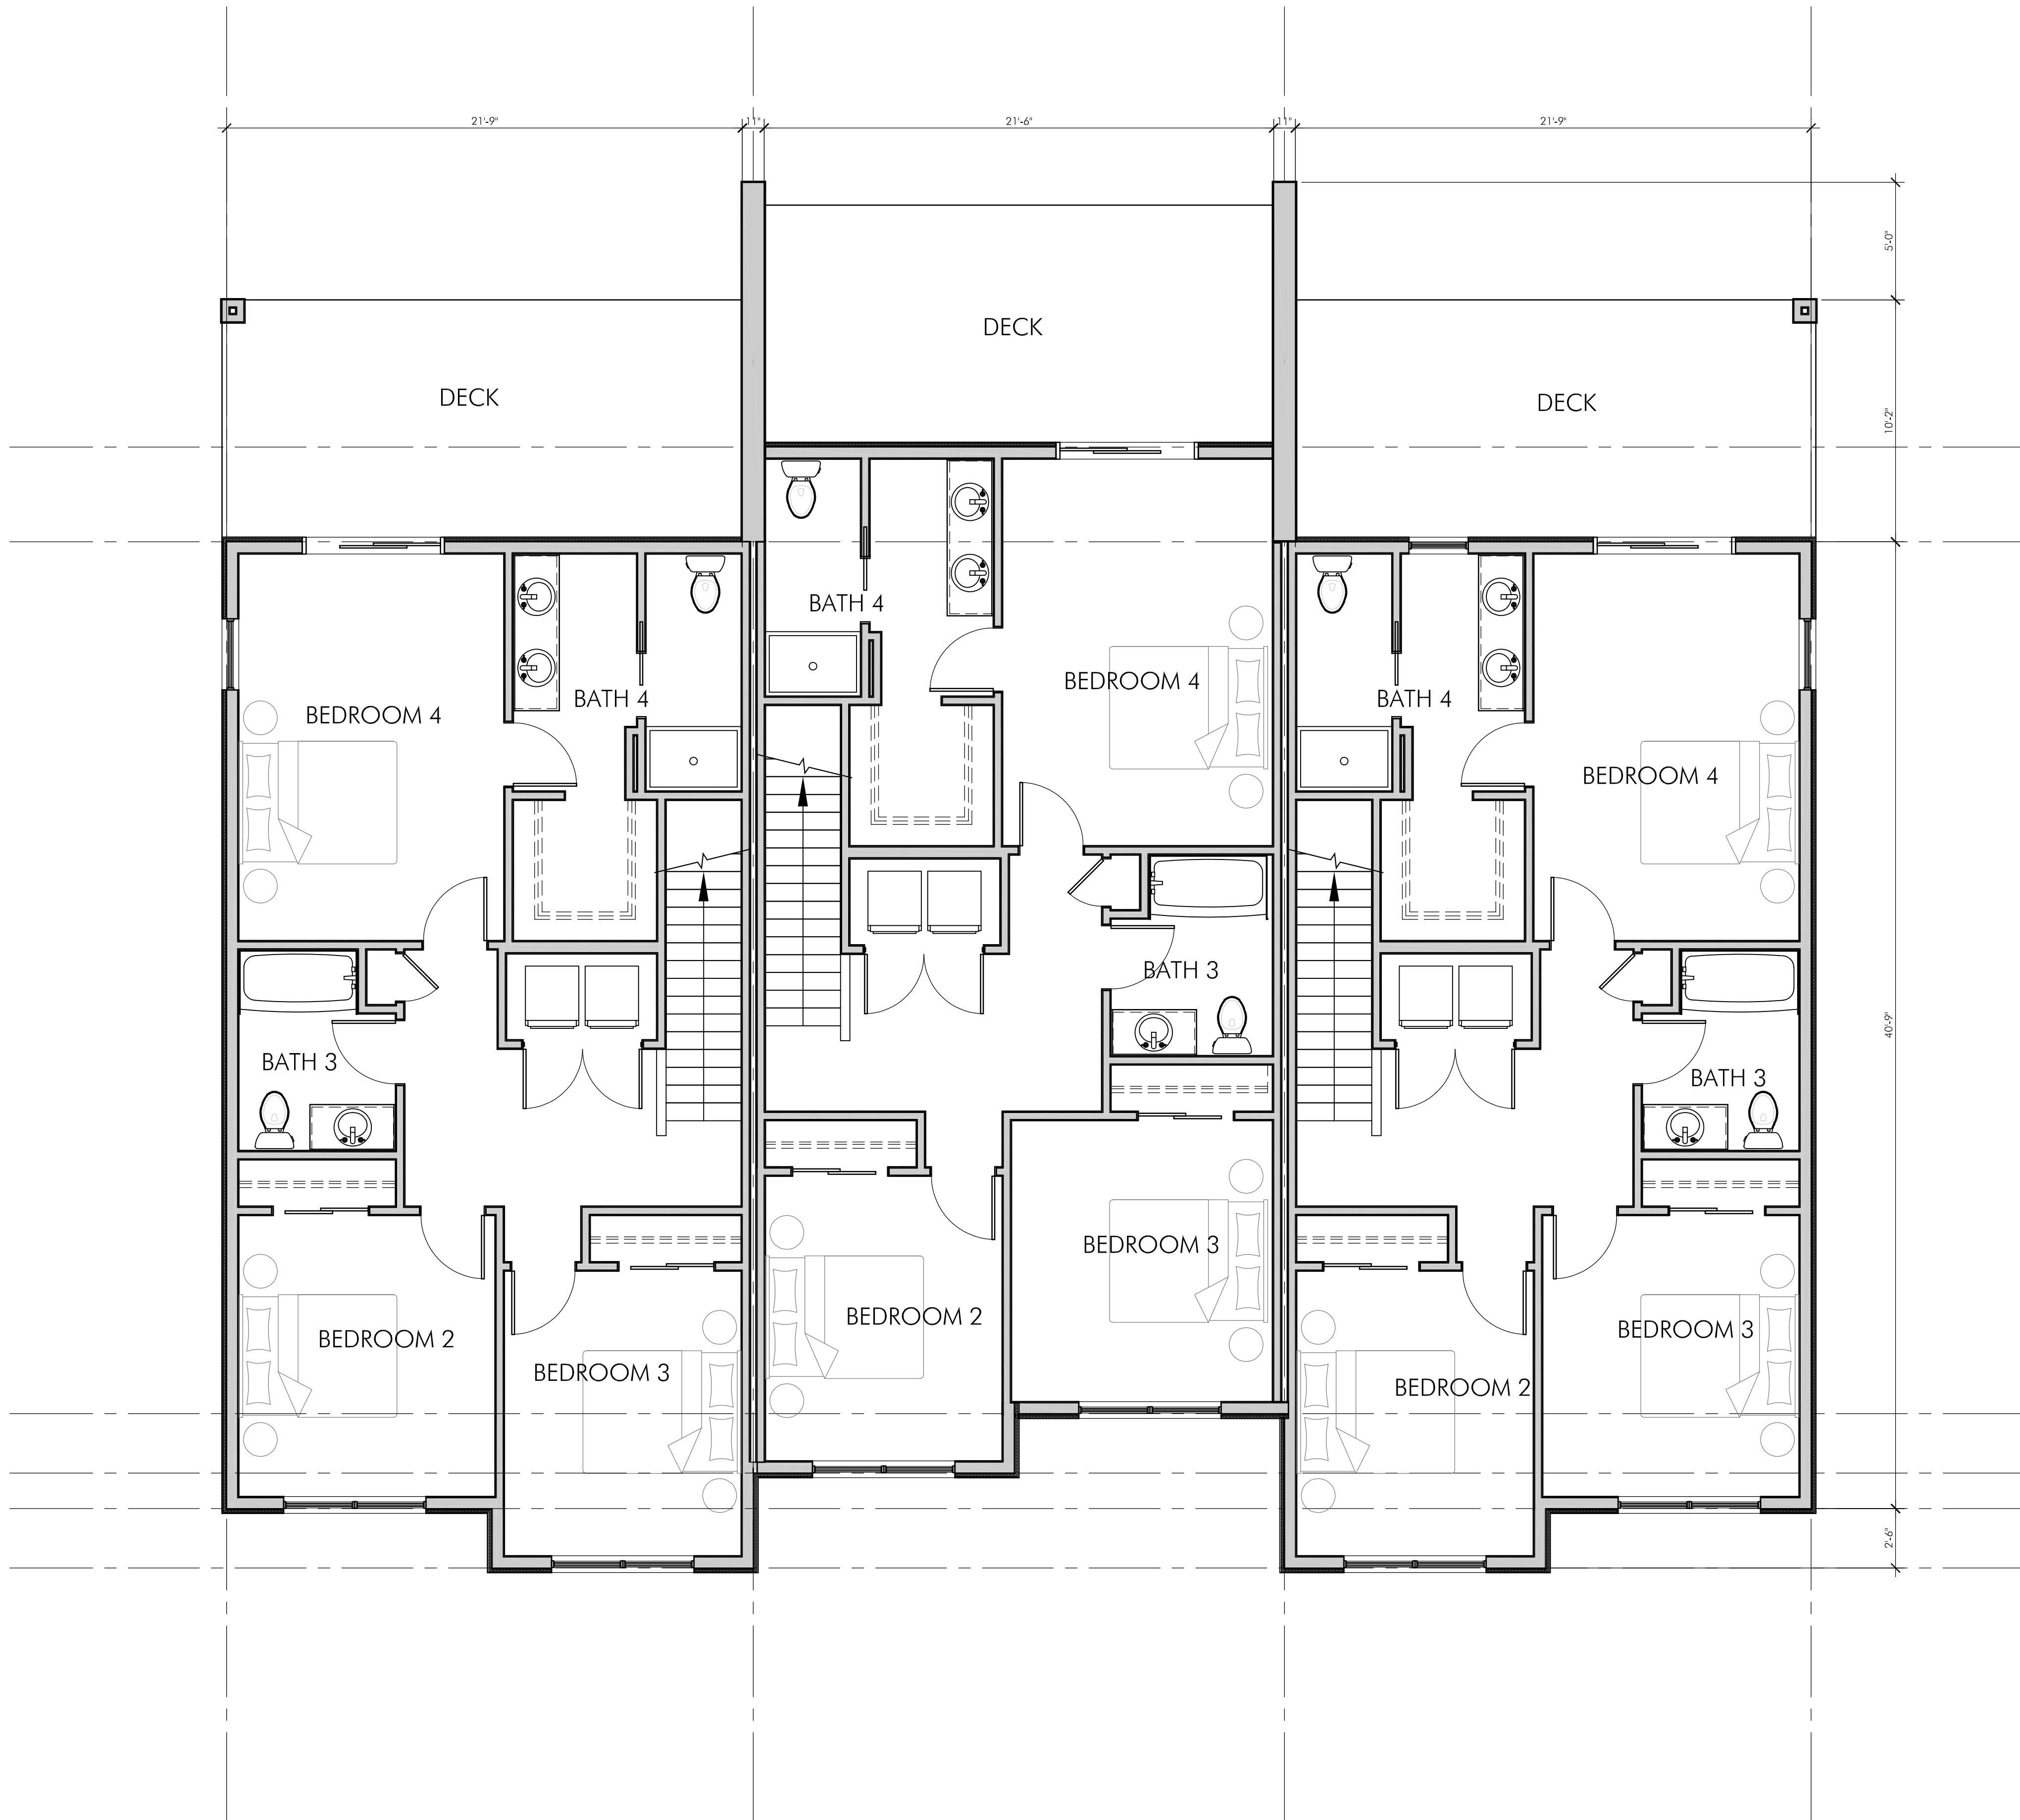 21'-9"
11"
21'-6"
11"
21'-9"
5'-0"
DECK
DECK
DECK
10'-2"
BATH 4
BEDROOM 4
BATH 4
BATH 4
BEDROOM 4
BEDROOM 4
BATH 3
40'-9"
BATH 3
BATH 3
BEDROOM 3
BEDROOM 2
BEDROOM 3
BEDROOM 2
BEDROOM 3
BEDROOM 2
2'-6"